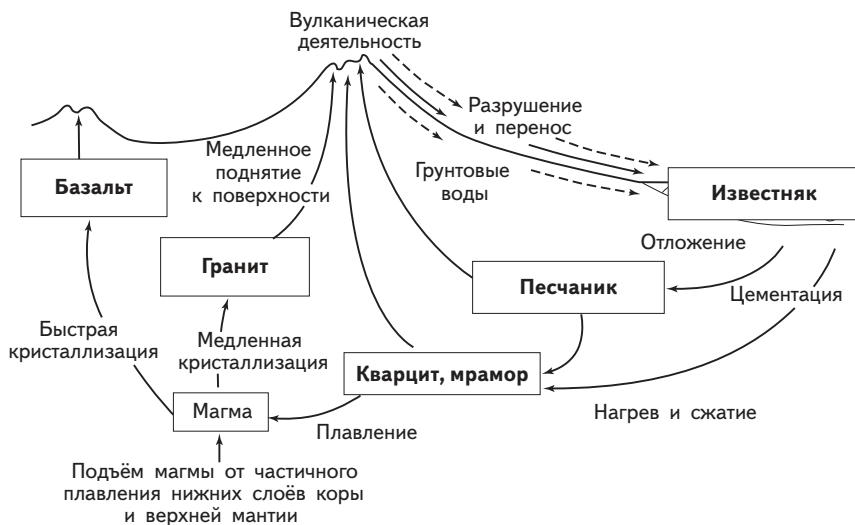 Вулканическая
деятельность
Разрушение
и перенос
Медленное
поднятие
к поверхности
Грунтовые
воды
Базальт
Известняк
Отложение
Гранит
Песчаник
Цементация
Быстрая
кристаллизация
Медленная
кристаллизация
Кварцит, мрамор
Магма
Нагрев и сжатие
Плавление
Подъём магмы от частичного
плавления нижних слоёв коры
и верхней мантии